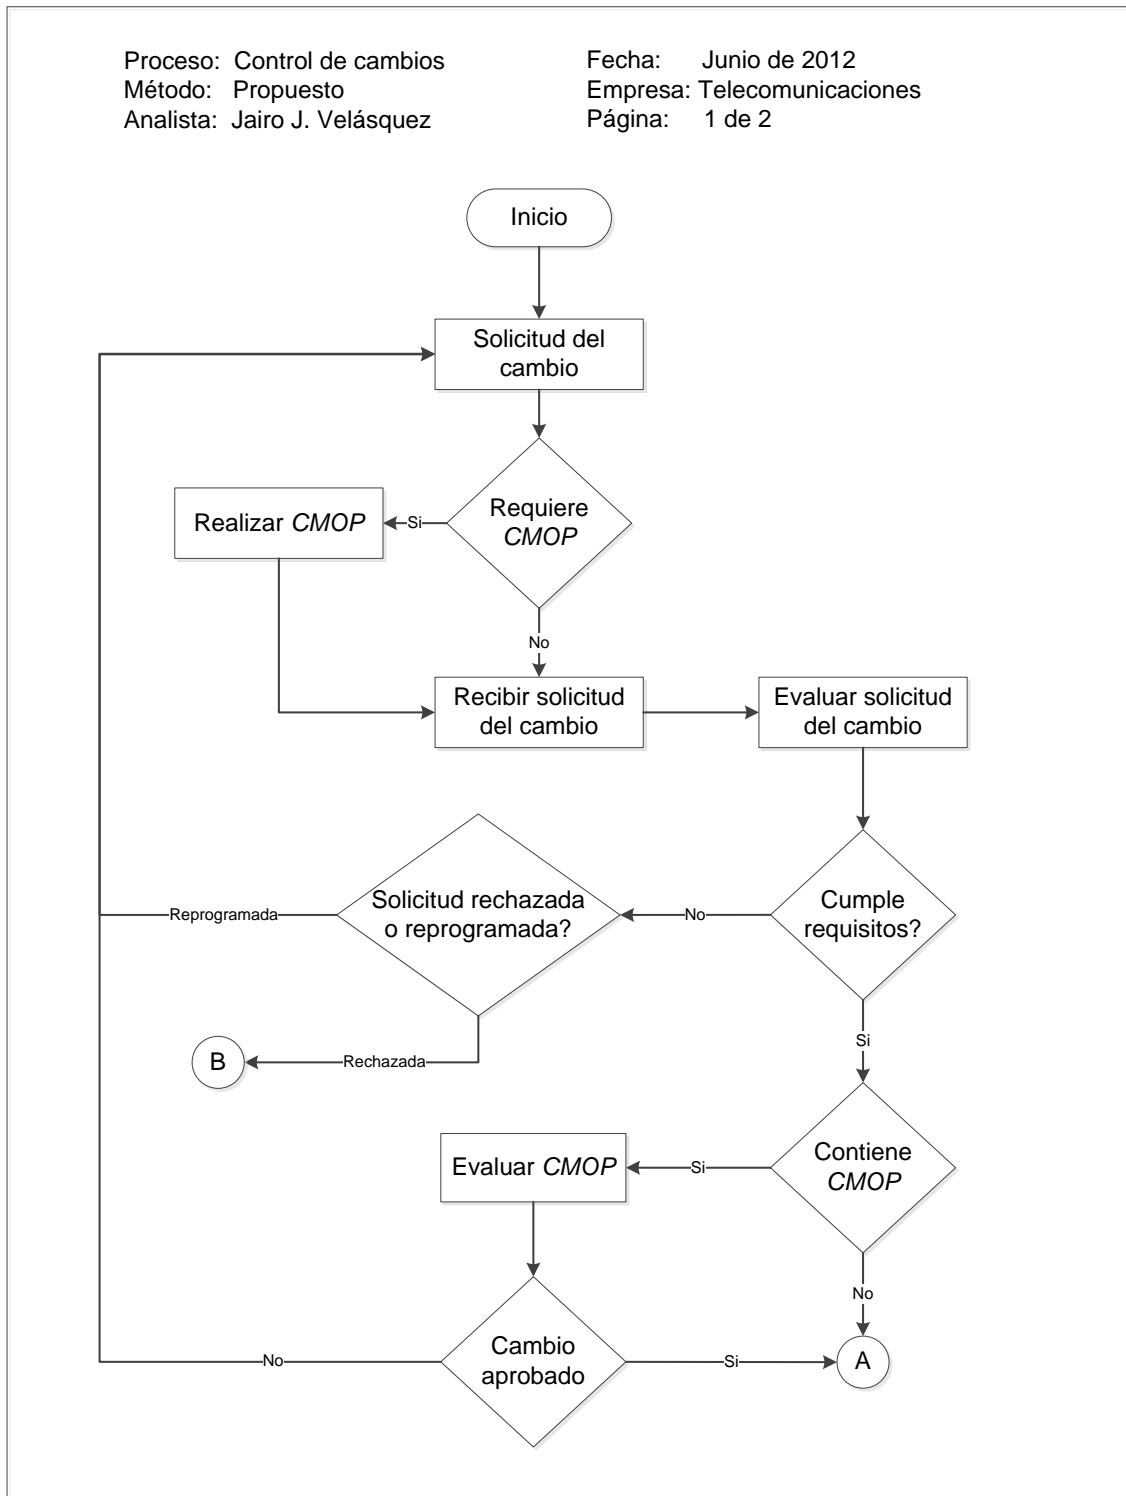 Proceso: Control de cambios
Método: Propuesto
Analista: Jairo J. Velásquez
Fecha: Junio de 2012
Empresa: Telecomunicaciones
Página: 1 de 2
Inicio
Solicitud del
cambio
Requiere
CMOP
Si
Realizar CMOP
No
Recibir solicitud
del cambio
Evaluar solicitud
del cambio
Cumple
requisitos?
No
Solicitud rechazada
o reprogramada?
Reprogramada
Rechazada
B
Si
Contiene
CMOP
Si
Evaluar CMOP
No
Cambio
aprobado
No
Si
A